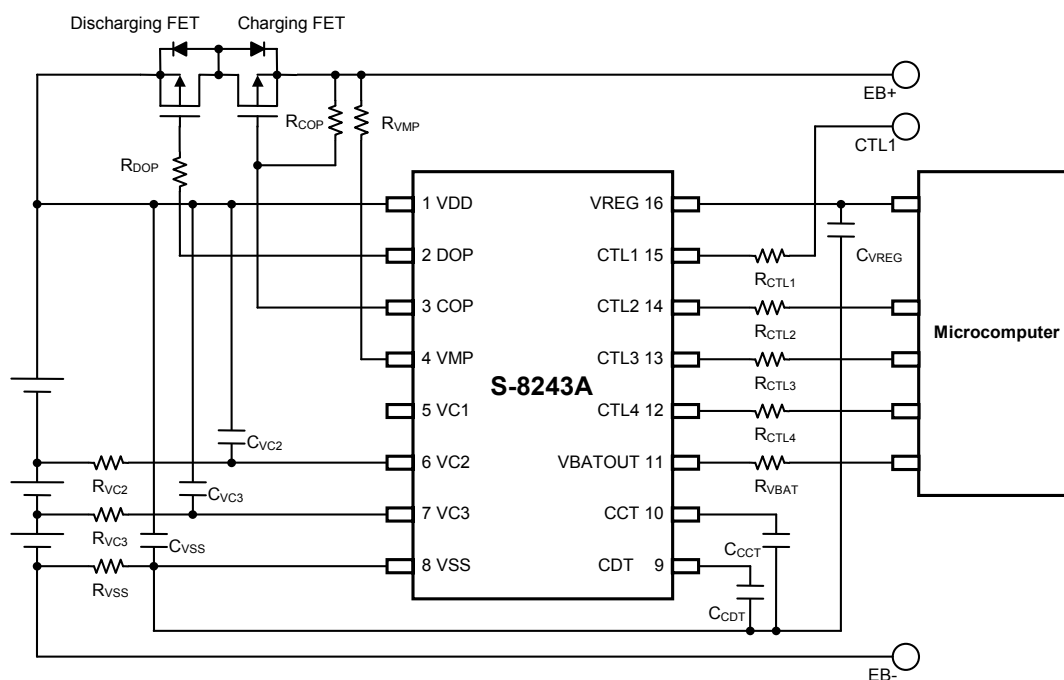 Discharging FET
Charging FET
EB+
RCOP
RVMP
CTL1
RDOP
1 VDD
VREG 16
2 DOP
CTL1 15
CVREG
RCTL1
3 COP
CTL2 14
RCTL2
Microcomputer
4 VMP
CTL3 13
S-8243A
RCTL3
5 VC1
CTL4 12
CVC2
RCTL4
6 VC2
VBATOUT 11
RVC2
CVC3
RVBAT
7 VC3
CCT 10
RVC3
CVSS
CCCT
8 VSS
CDT 9
RVSS
CCDT
EB-